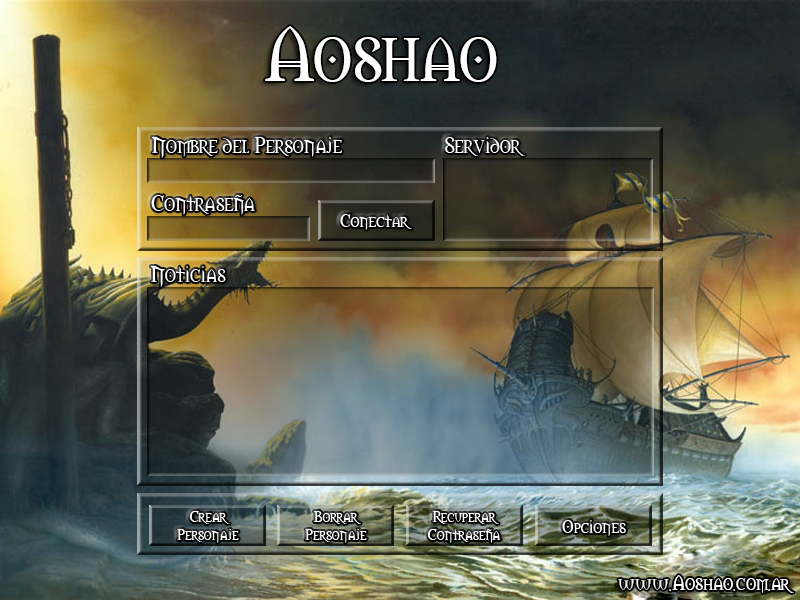 Aoshao
Nombre del Personaje
Servidor
Contraseña
Conectar
Noticias
Crear
Personaje
Borrar
Personaje
Recuperar
Contraseña
Opciones
www.Aoshao.com.ar